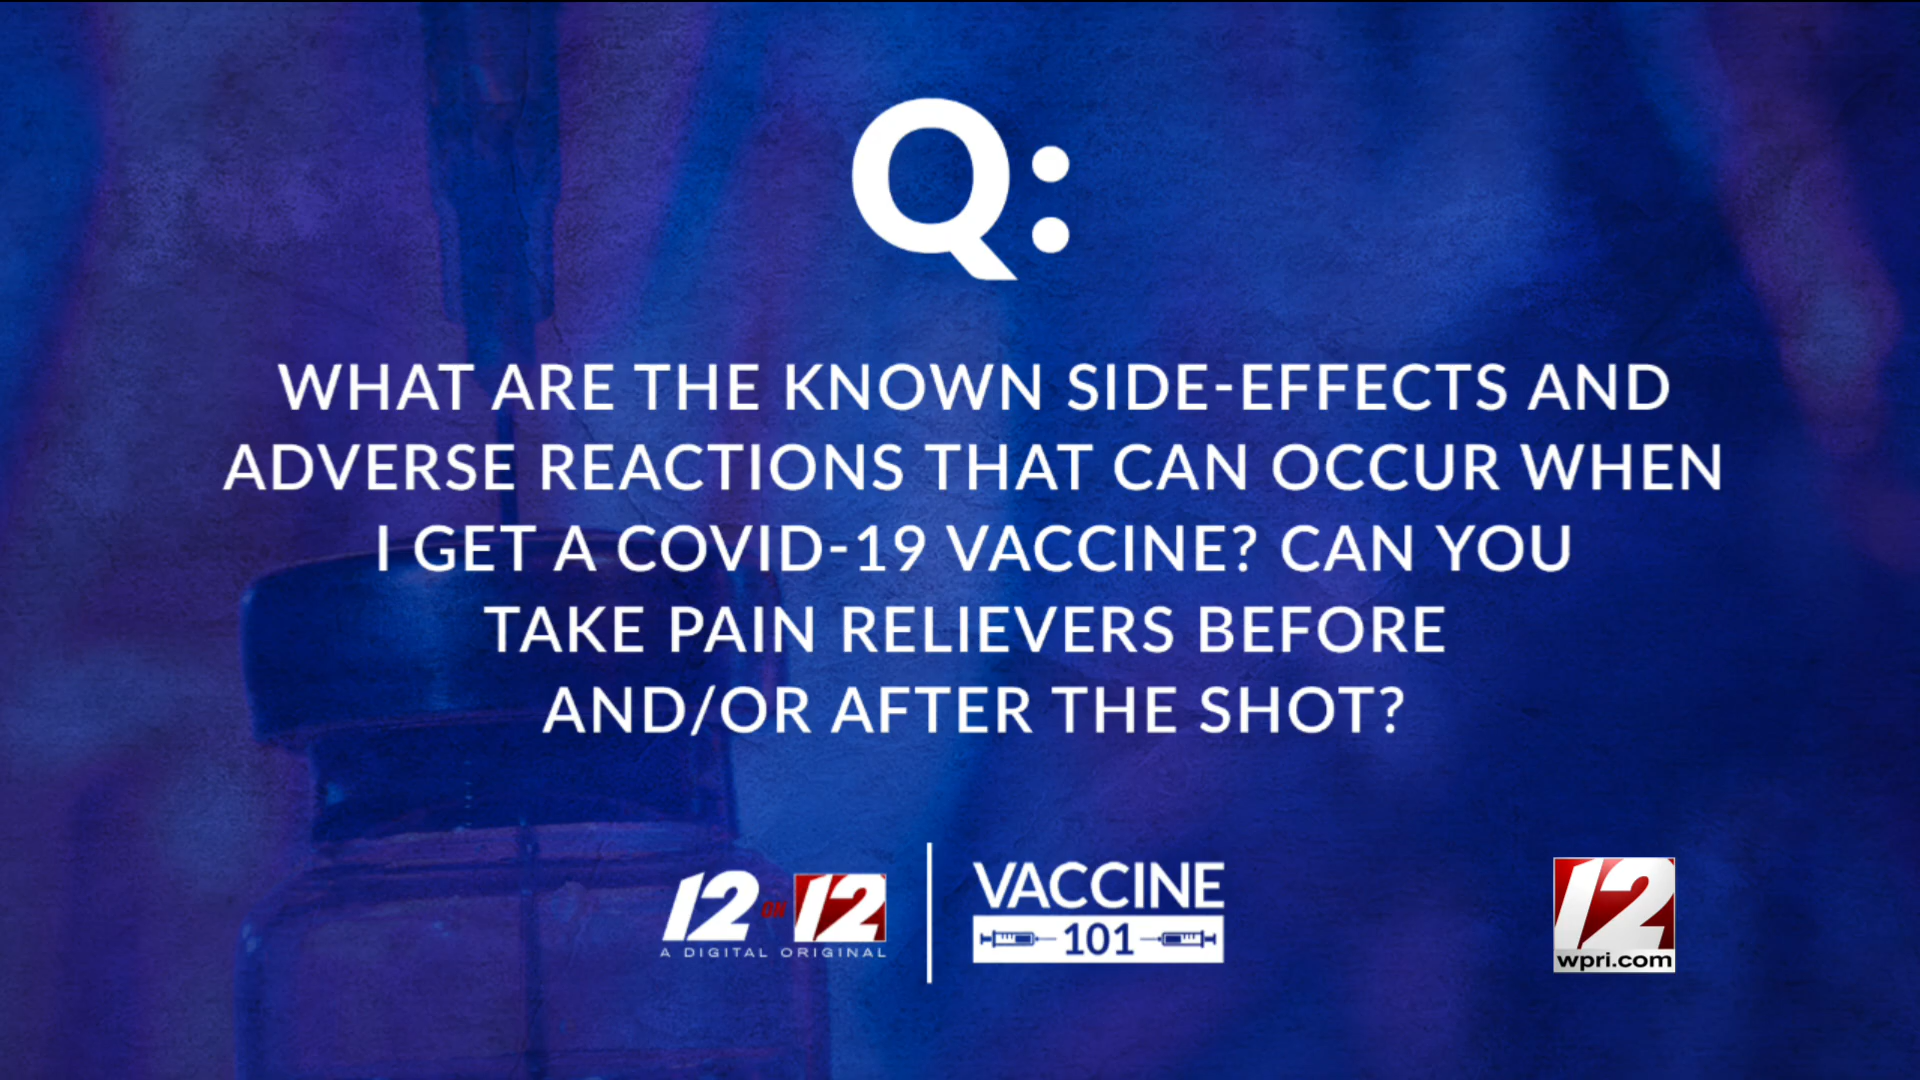 Q:
WHAT ARE THE KNOWN SIDE-EFFECTS AND
ADVERSE REACTIONS THAT CAN OCCUR WHEN
I GET A COVID-19 VACCINE? CAN YOU
TAKE PAIN RELIEVERS BEFORE
AND/OR AFTER THE SHOT?
12 ON 12
A DIGITAL ORIGINAL
VACCINE
101
12
wpri.com